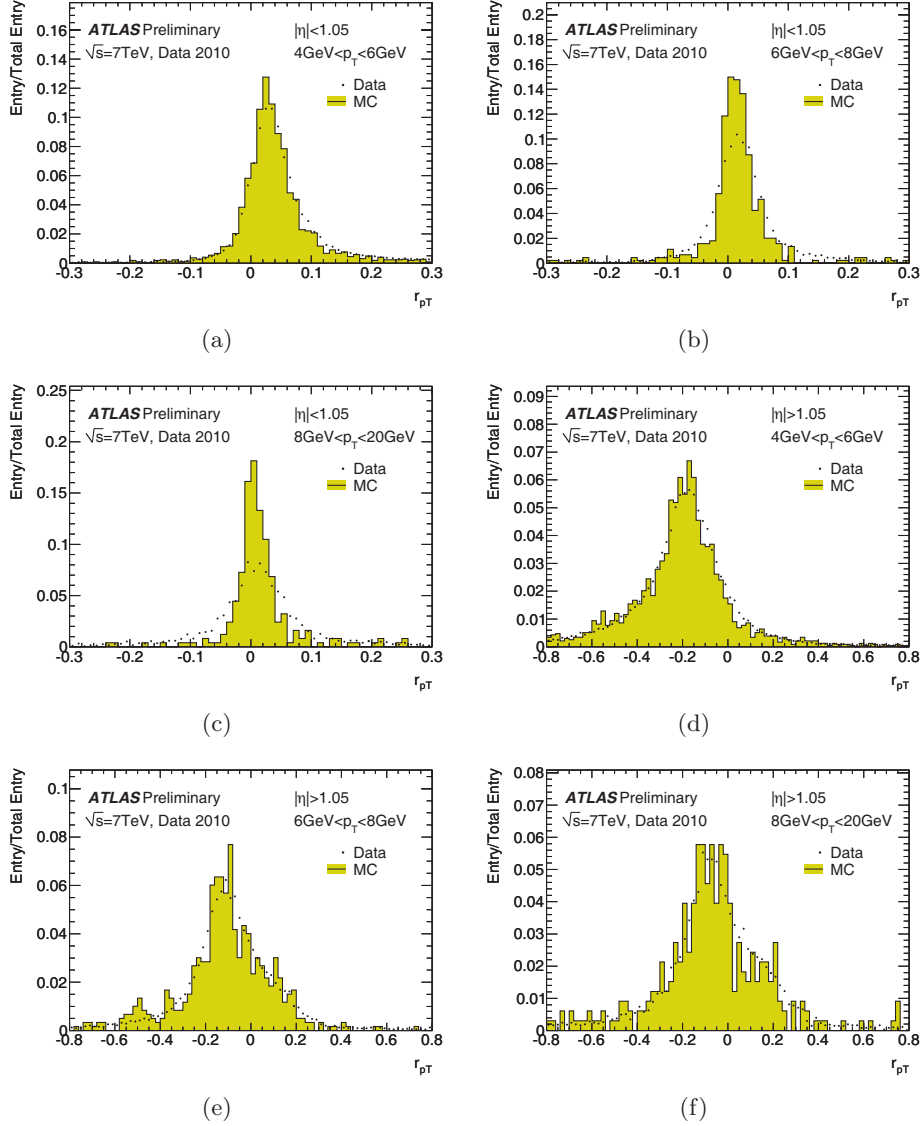 Entry/Total Entry
ATLAS Preliminary
|η|<1.05
√s=7TeV, Data 2010
4GeV<p_T<6GeV
Data
MC
0.16
0.14
0.12
0.1
0.08
0.06
0.04
0.02
0
-0.3 -0.2 -0.1 0 0.1 0.2 0.3
r_pT
(a)
Entry/Total Entry
ATLAS Preliminary
|η|<1.05
√s=7TeV, Data 2010
6GeV<p_T<8GeV
Data
MC
0.2
0.18
0.16
0.14
0.12
0.1
0.08
0.06
0.04
0.02
0
-0.3 -0.2 -0.1 0 0.1 0.2 0.3
r_pT
(b)
Entry/Total Entry
ATLAS Preliminary
|η|<1.05
√s=7TeV, Data 2010
8GeV<p_T<20GeV
Data
MC
0.25
0.2
0.15
0.1
0.05
0
-0.3 -0.2 -0.1 0 0.1 0.2 0.3
r_pT
(c)
Entry/Total Entry
ATLAS Preliminary
|η|>1.05
√s=7TeV, Data 2010
4GeV<p_T<6GeV
Data
MC
0.09
0.08
0.07
0.06
0.05
0.04
0.03
0.02
0.01
0
-0.8 -0.6 -0.4 -0.2 0 0.2 0.4 0.6 0.8
r_pT
(d)
Entry/Total Entry
ATLAS Preliminary
|η|>1.05
√s=7TeV, Data 2010
6GeV<p_T<8GeV
Data
MC
0.1
0.08
0.06
0.04
0.02
0
-0.8 -0.6 -0.4 -0.2 0 0.2 0.4 0.6 0.8
r_pT
(e)
Entry/Total Entry
ATLAS Preliminary
|η|>1.05
√s=7TeV, Data 2010
8GeV<p_T<20GeV
Data
MC
0.08
0.07
0.06
0.05
0.04
0.03
0.02
0.01
0
-0.8 -0.6 -0.4 -0.2 0 0.2 0.4 0.6 0.8
r_pT
(f)